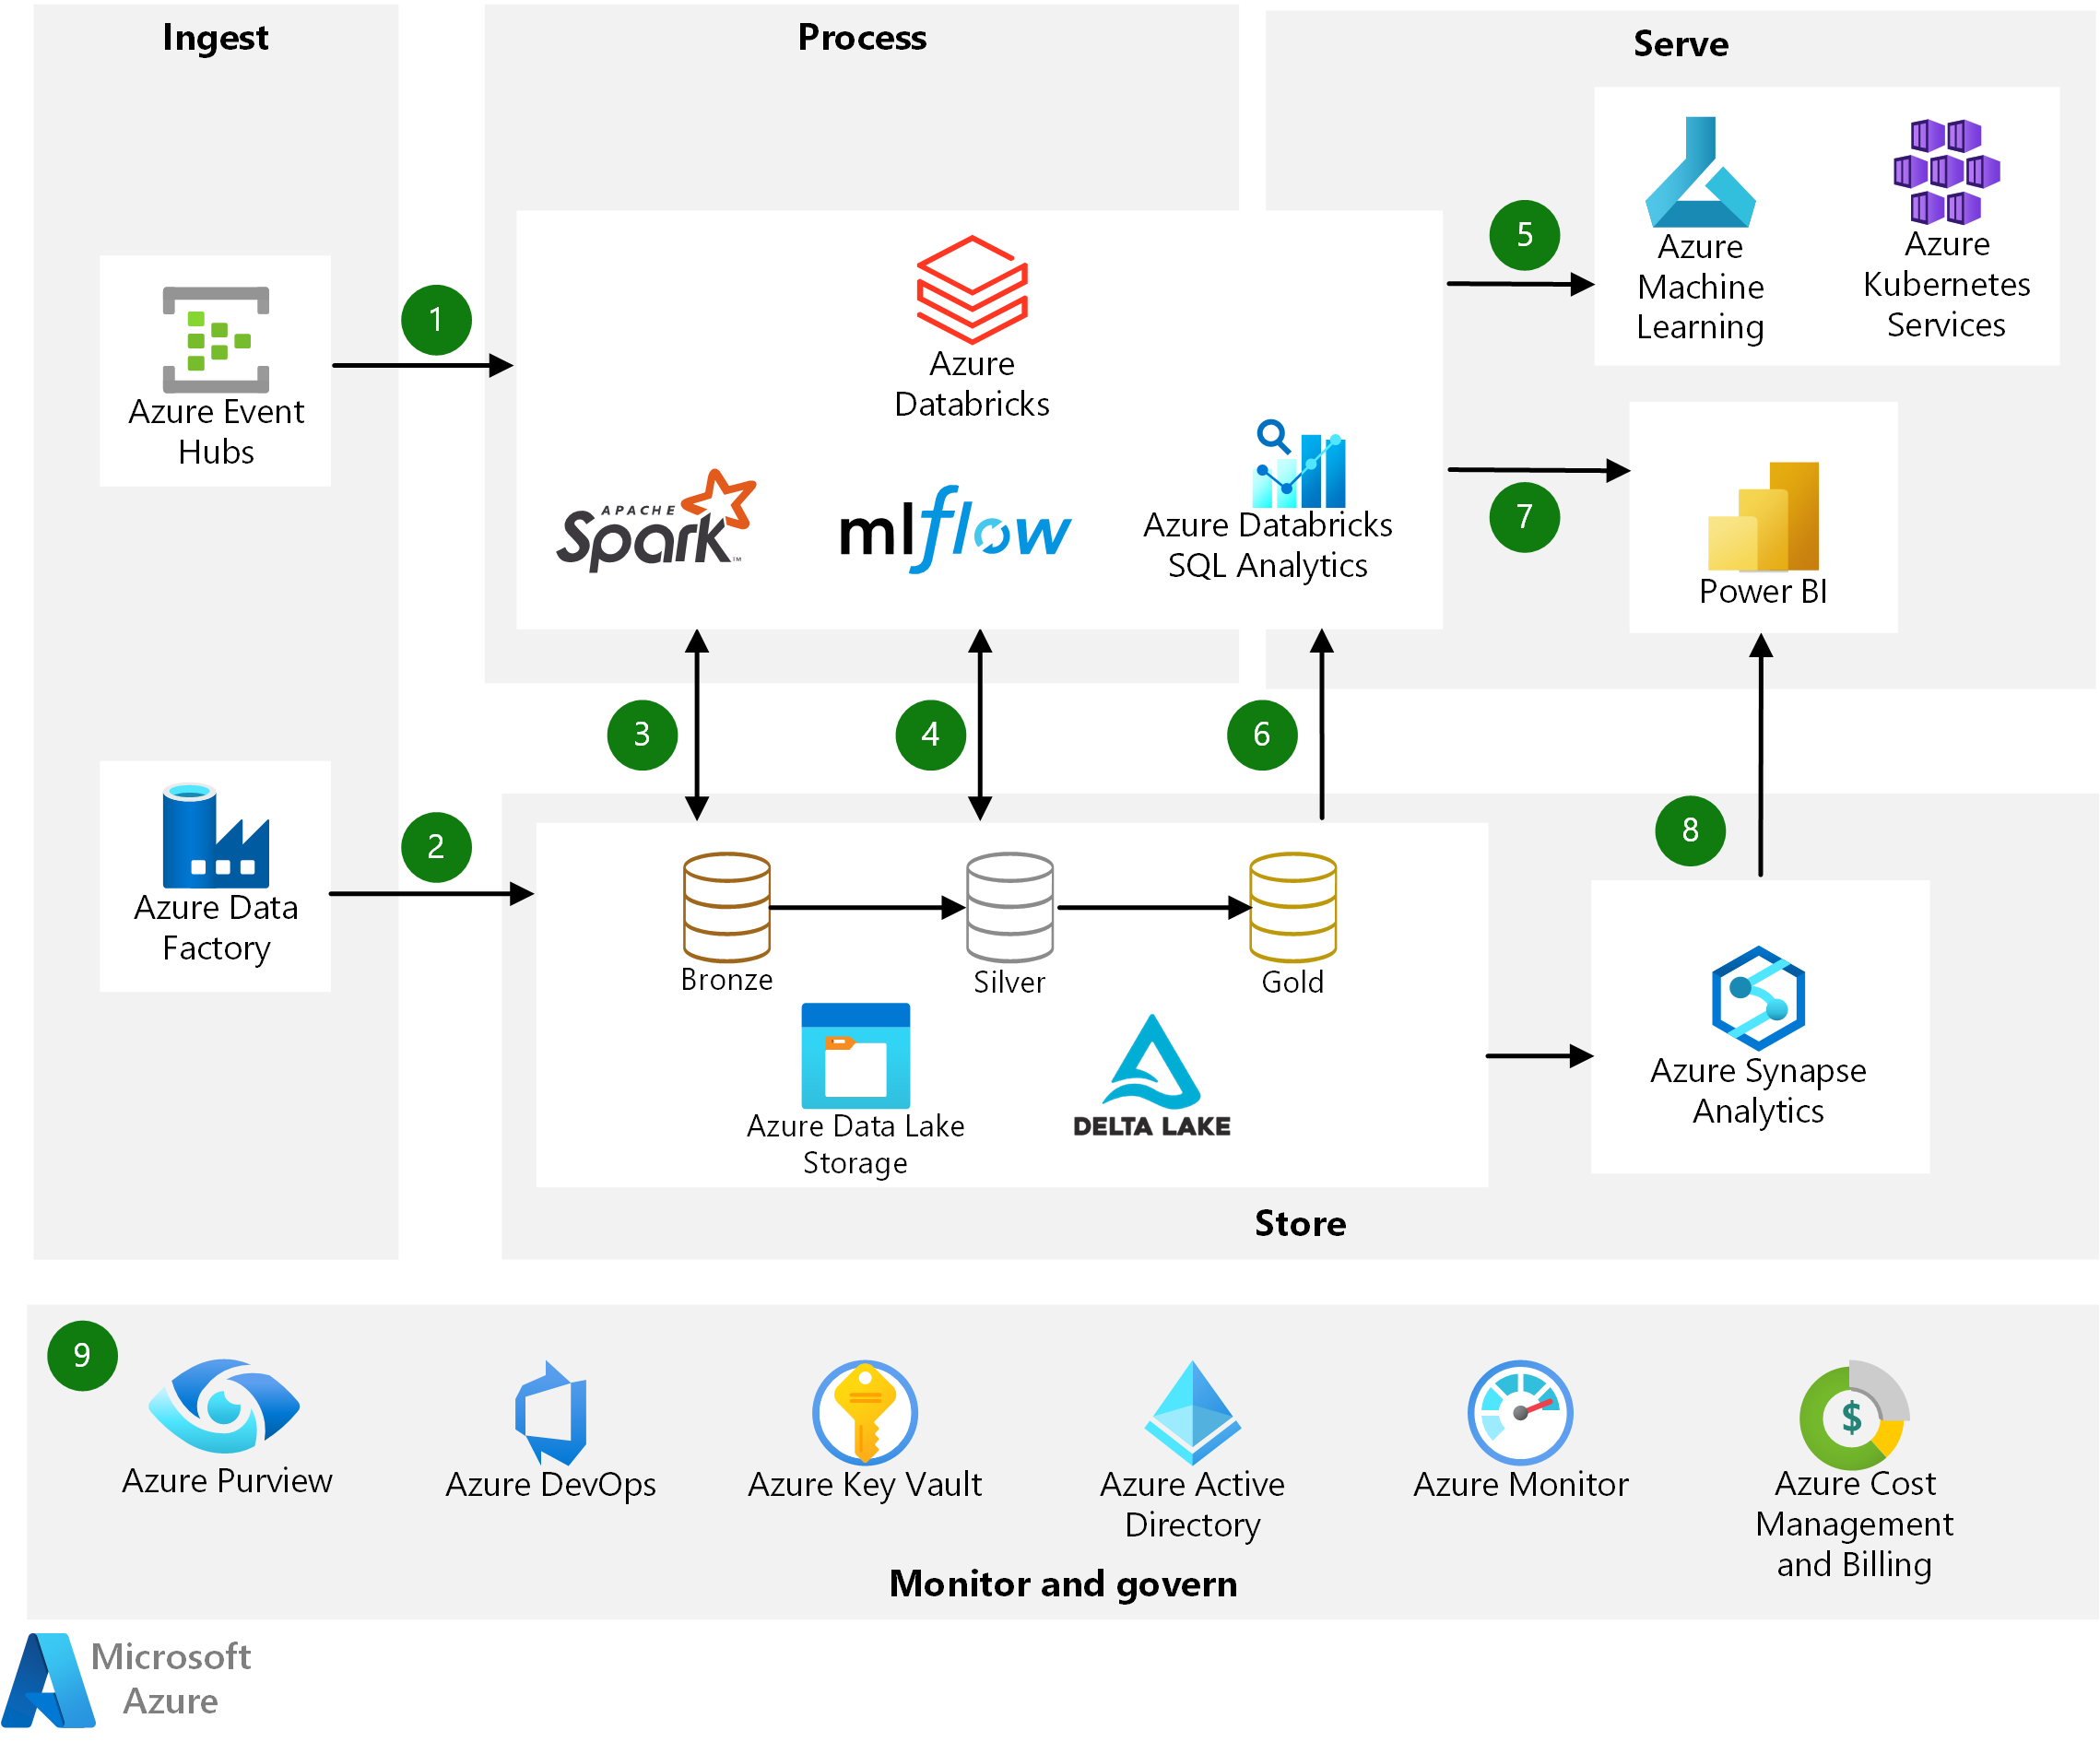 Ingest
Process
Serve
Azure
Machine
Learning
Azure
Kubernetes
Services
5
1
Azure Event
Hubs
Azure
Databricks
APACHE
Spark™
mlflow
Azure Databricks
SQL Analytics
7
Power BI
3
4
6
2
8
Azure Data
Factory
Bronze
Silver
Gold
Azure Data Lake
Storage
DELTA LAKE
Azure Synapse
Analytics
Store
9
Azure Purview
Azure DevOps
Azure Key Vault
Azure Active
Directory
Azure Monitor
$
Azure Cost
Management
and Billing
Monitor and govern
Microsoft
Azure